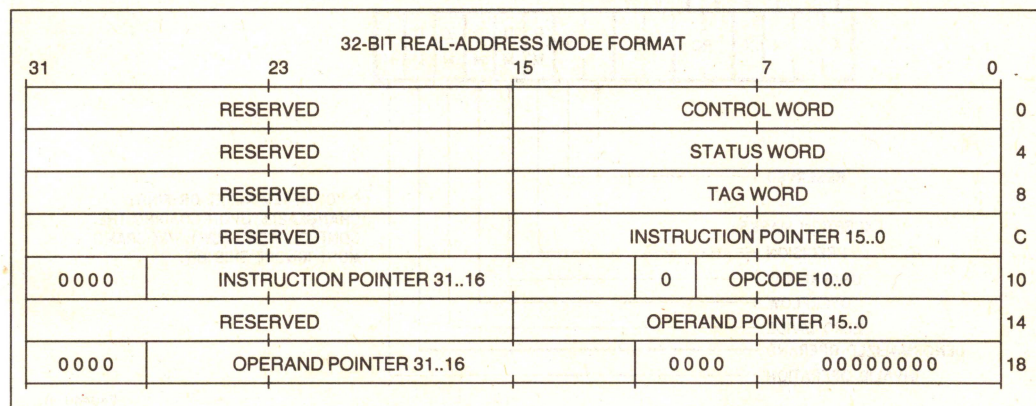 32-BIT REAL-ADDRESS MODE FORMAT
31 23 15 7 0
RESERVED CONTROL WORD 0
RESERVED STATUS WORD 4
RESERVED TAG WORD 8
RESERVED INSTRUCTION POINTER 15..0 C
0000 INSTRUCTION POINTER 31..16 0 OPCODE 10..0 10
RESERVED OPERAND POINTER 15..0 14
0000 OPERAND POINTER 31..16 0000 00000000 18